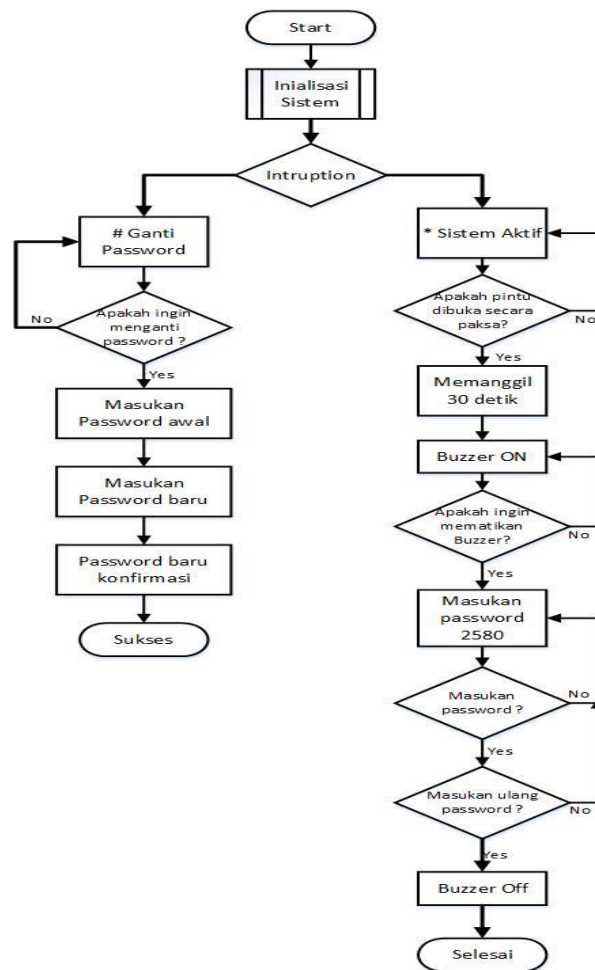 Start
Inialisasi
Sistem
Intruption
# Ganti
Password
No
Apakah ingin
menganti
password ?
Yes
Masukan
Password awal
Masukan
Password baru
Password baru
konfirmasi
Sukses
* Sistem Aktif
Apakah pintu
dibuka secara
paksa?
No
Yes
Memanggil
30 detik
Buzzer ON
Apakah ingin
mematikan
Buzzer?
No
Yes
Masukan
password
2580
Masukan
password ?
No
Yes
Masukan ulang
password ?
No
Yes
Buzzer Off
Selesai